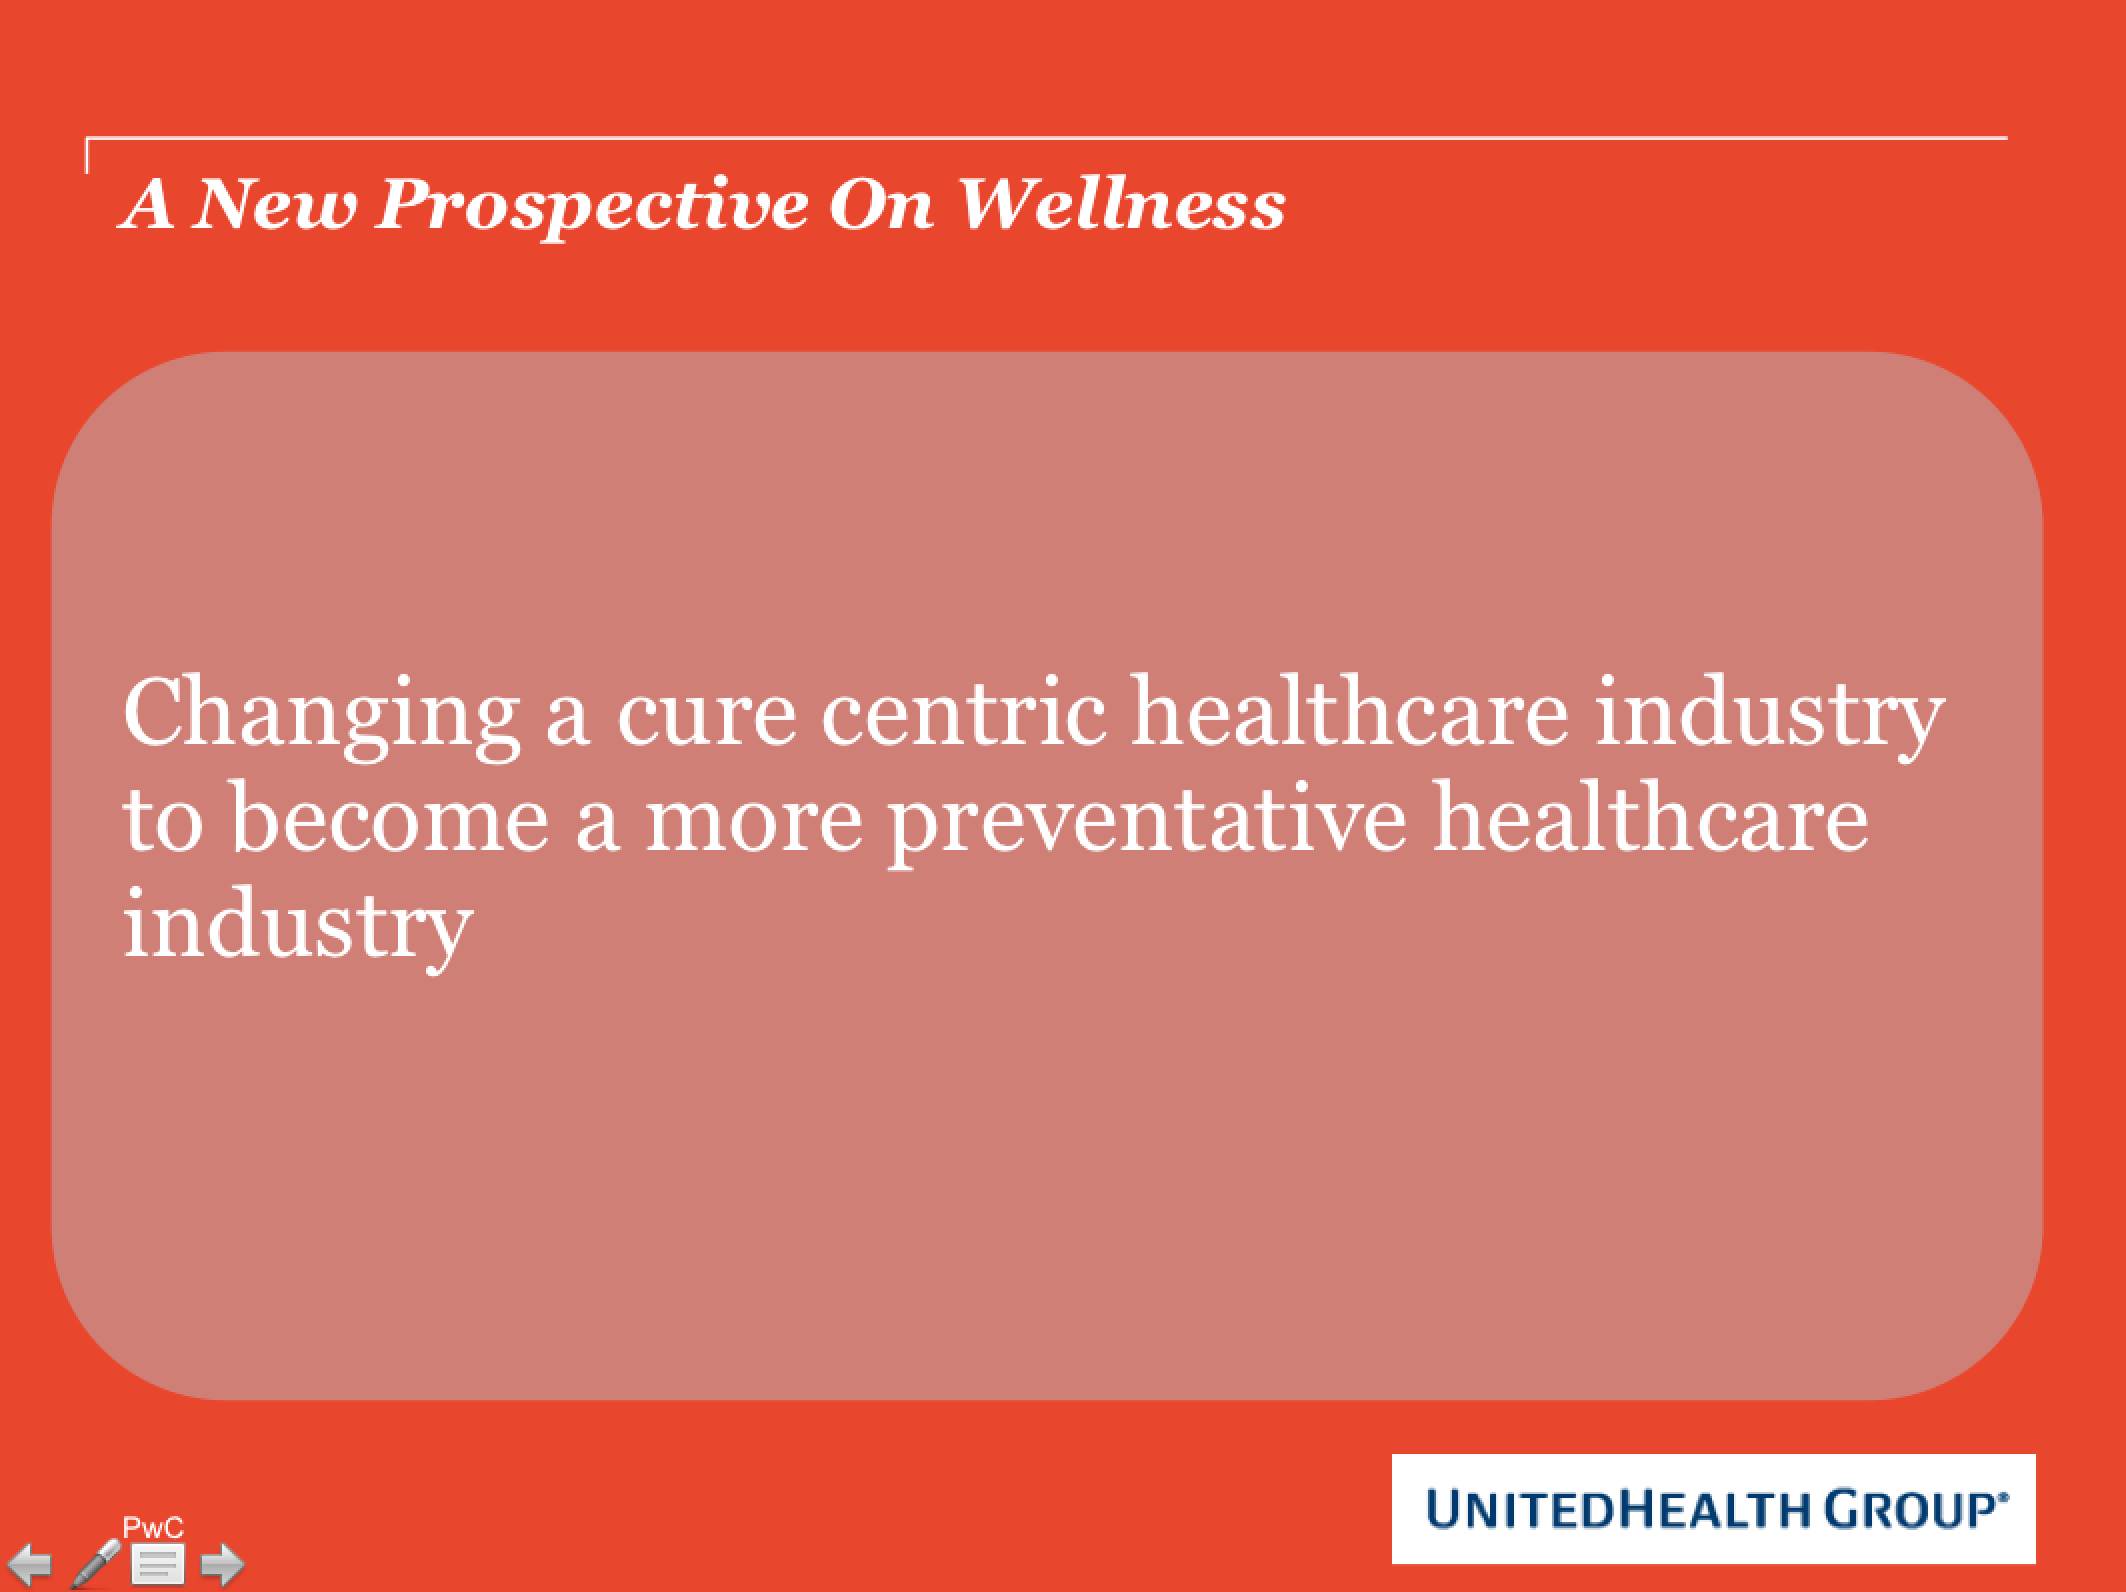 A New Prospective On Wellness
Changing a cure centric healthcare industry
to become a more preventative healthcare
industry
PwC
UNITEDHEALTH GROUP®